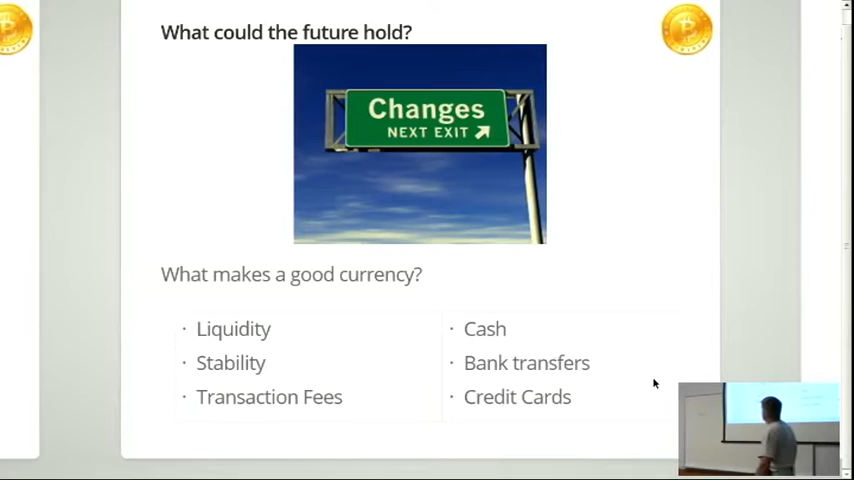 What could the future hold?
Changes
NEXT EXIT
What makes a good currency?
· Liquidity
· Stability
· Transaction Fees
· Cash
· Bank transfers
· Credit Cards